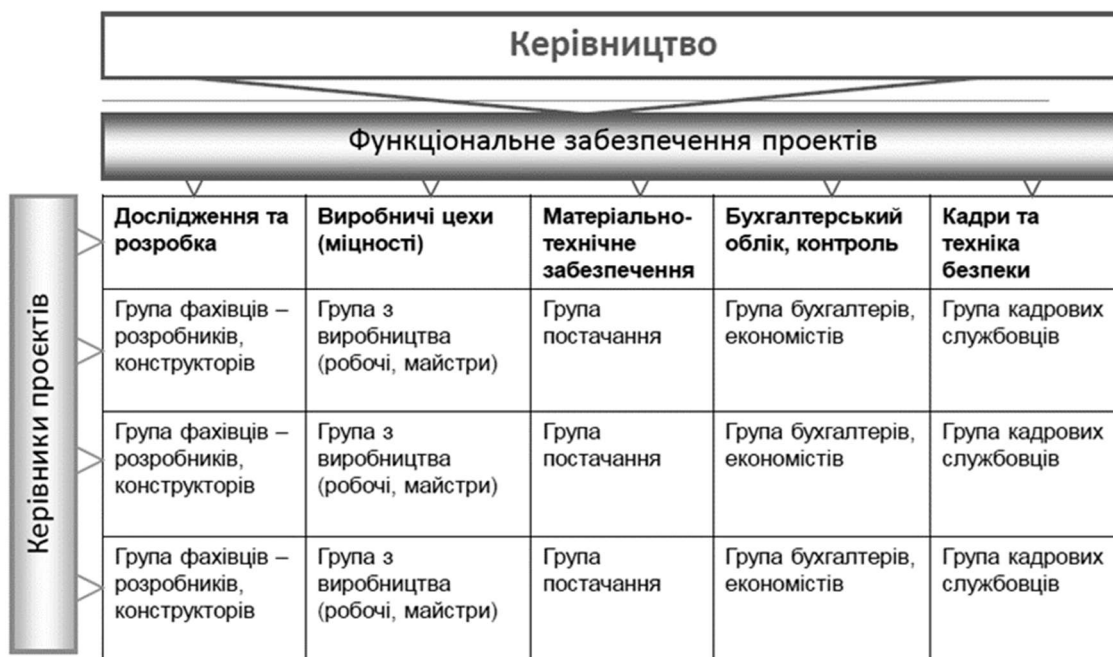 Керівництво
Функціональне забезпечення проектів
Керівники проєктів
Дослідження та
розробка
Виробничі цехи
(міцності)
Матеріально-
технічне
забезпечення
Бухгалтерський
облік, контроль
Кадри та
техніка
безпеки
Група фахівців –
розробників,
конструкторів
Група з
виробництва
(робочі, майстри)
Група
постачання
Група бухгалтерів,
економістів
Група кадрових
службовців
Група фахівців –
розробників,
конструкторів
Група з
виробництва
(робочі, майстри)
Група
постачання
Група бухгалтерів,
економістів
Група кадрових
службовців
Група фахівців –
розробників,
конструкторів
Група з
виробництва
(робочі, майстри)
Група
постачання
Група бухгалтерів,
економістів
Група кадрових
службовців